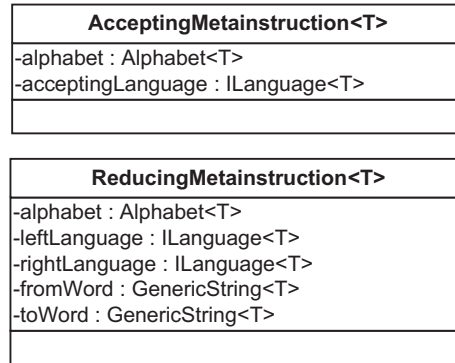 AcceptingMetainstruction<T>
-alphabet : Alphabet<T>
-acceptingLanguage : ILanguage<T>
ReducingMetainstruction<T>
-alphabet : Alphabet<T>
-leftLanguage : ILanguage<T>
-rightLanguage : ILanguage<T>
-fromWord : GenericString<T>
-toWord : GenericString<T>